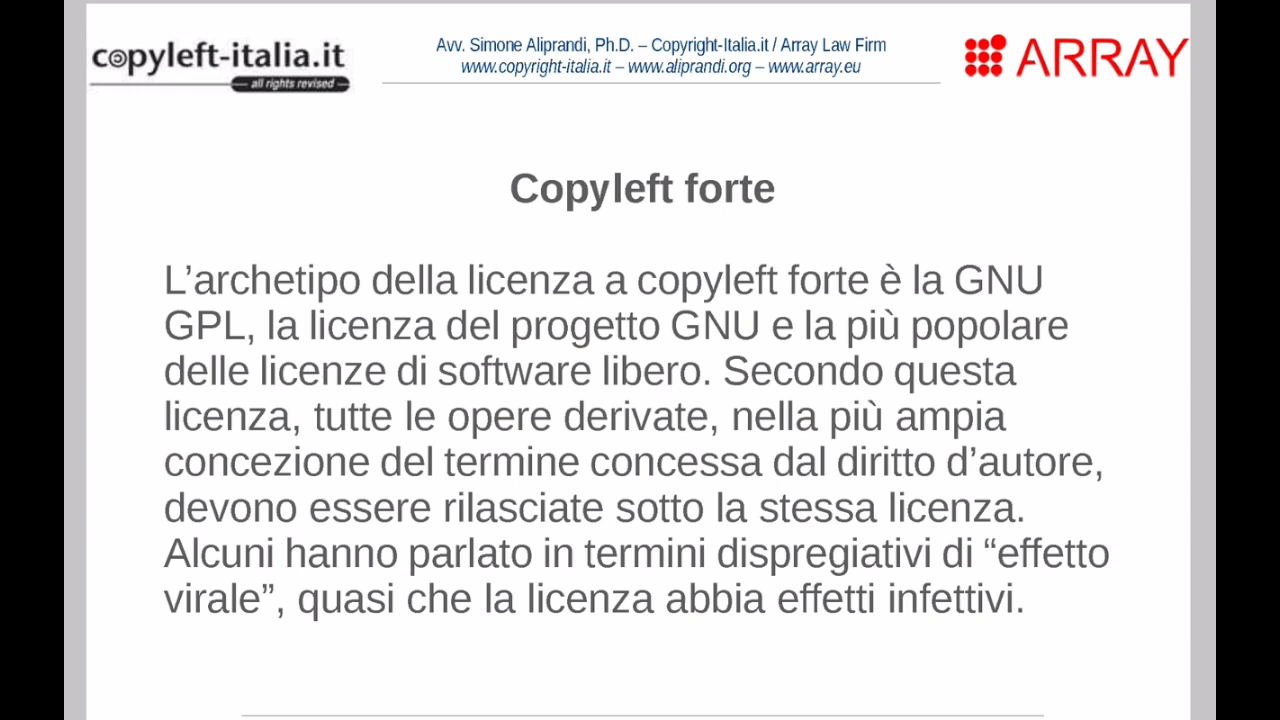 copyleft-italia.it
all rights revised
Avv. Simone Aliprandi, Ph.D. – Copyright-Italia.it / Array Law Firm
www.copyright-italia.it – www.aliprandi.org – www.array.eu
ARRAY
Copyleft forte
L’archetipo della licenza a copyleft forte è la GNU
GPL, la licenza del progetto GNU e la più popolare
delle licenze di software libero. Secondo questa
licenza, tutte le opere derivate, nella più ampia
concezione del termine concessa dal diritto d’autore,
devono essere rilasciate sotto la stessa licenza.
Alcuni hanno parlato in termini dispregiativi di “effetto
virale”, quasi che la licenza abbia effetti infettivi.